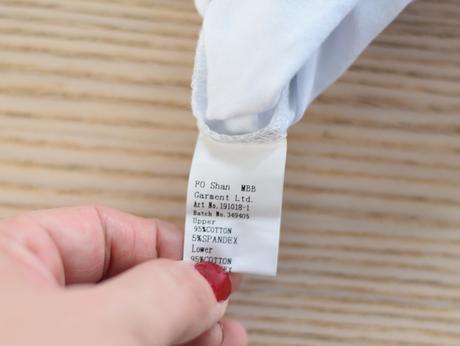 FO Shan MBB
Garment Ltd.
Art No.191018-1
Batch No.349405
Upper
95%COTTON
5%SPANDEX
Lower
95%COTTON